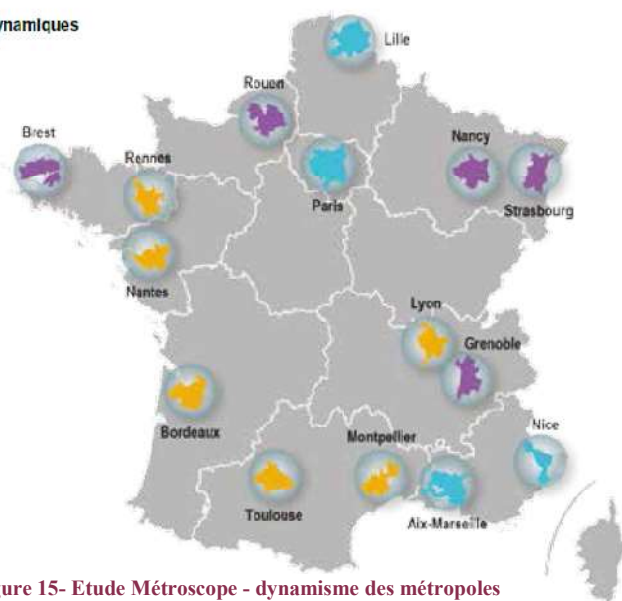 ynamiques
Lille
Rouen
Brest
Nancy
Rennes
Paris
Strasbourg
Nantes
Lyon
Grenoble
Nice
Bordeaux
Montpellier
Toulouse
Aix-Marseille
gure 15- Etude Métroscope - dynamisme des métropoles